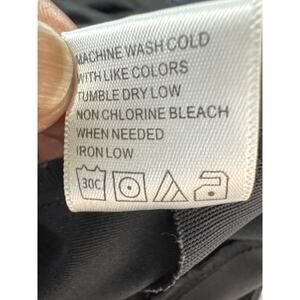 MACHINE WASH COLD
WITH LIKE COLORS
TUMBLE DRY LOW
NON CHLORINE BLEACH
WHEN NEEDED
IRON LOW
30C